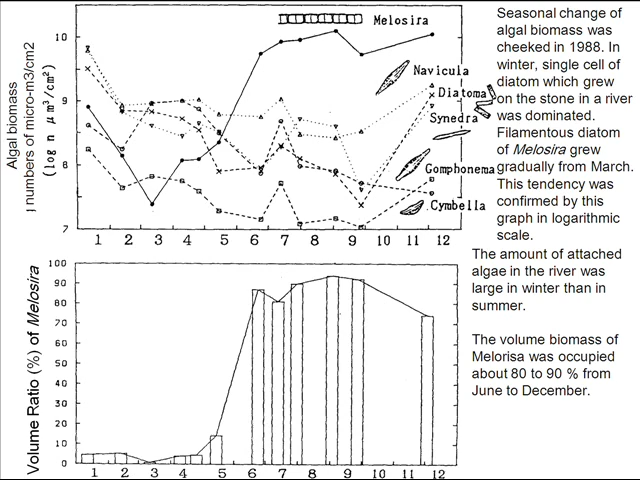 Seasonal change of
algal biomass was
cheeked in 1988. In
winter, single cell of
diatom which grew
on the stone in a river
was dominated.
Filamentous diatom
of Melosira grew
gradually from March.
This tendency was
confirmed by this
graph in logarithmic
scale.
The amount of attached
algae in the river was
large in winter than in
summer.
The volume biomass of
Melorisa was occupied
about 80 to 90 % from
June to December.
Algal biomass
numbers of micro-m3/cm2
(log n μm³/cm²)
10
9
8
7
1 2 3 4 5 6 7 8 9 10 11 12
Melosira
Navicula
Diatoma
Synedra
Gomphonema
Cymbella
Volume Ratio (%) of Melosira
100
90
80
70
60
50
40
30
20
10
0
1 2 3 4 5 6 7 8 9 10 11 12